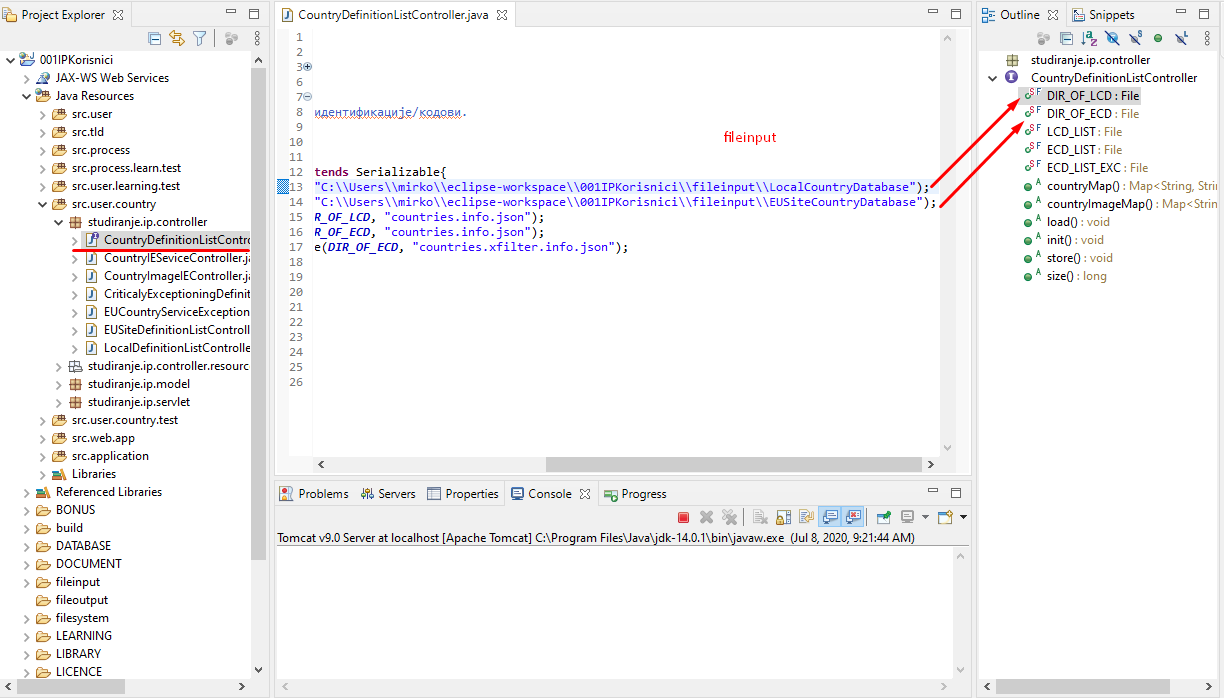 Project Explorer
001IPKorisnici
JAX-WS Web Services
Java Resources
src.user
src.tld
src.process
src.process.learn.test
src.user.learning.test
src.user.country
studiranje.ip.controller
CountryDefinitionListContro
CountryIESeviceController.ja
CountryImageIEController.ja
CriticalyExceptioningDefinit
EUCountryServiceException
EUSiteDefinitionListControll
LocalDefinitionListControlle
studiranje.ip.controller.resourc
studiranje.ip.model
studiranje.ip.servlet
src.user.country.test
src.web.app
src.application
Libraries
Referenced Libraries
BONUS
build
DATABASE
DOCUMENT
fileinput
fileoutput
filesystem
LEARNING
LIBRARY
LICENCE
CountryDefinitionListController.java
1
2
3
6
7
8 идентификације/кодови.
9
10
fileinput
11
12 tends Serializable{
13 "C:\\Users\\mirko\\eclipse-workspace\\001IPKorisnici\\fileinput\\LocalCountryDatabase");
14 "C:\\Users\\mirko\\eclipse-workspace\\001IPKorisnici\\fileinput\\EUSiteCountryDatabase");
15 R_OF_LCD, "countries.info.json");
16 R_OF_ECD, "countries.info.json");
17 e(DIR_OF_ECD, "countries.xfilter.info.json");
18
19
20
21
22
23
24
25
26
Problems Servers Properties Console Progress
Tomcat v9.0 Server at localhost [Apache Tomcat] C:\Program Files\Java\jdk-14.0.1\bin\javaw.exe (Jul 8, 2020, 9:21:44 AM)
Outline Snippets
studiranje.ip.controller
CountryDefinitionListController
DIR_OF_LCD : File
DIR_OF_ECD : File
LCD_LIST : File
ECD_LIST : File
ECD_LIST_EXC : File
countryMap() : Map<String, Strin
countryImageMap() : Map<String
load() : void
init() : void
store() : void
size() : long